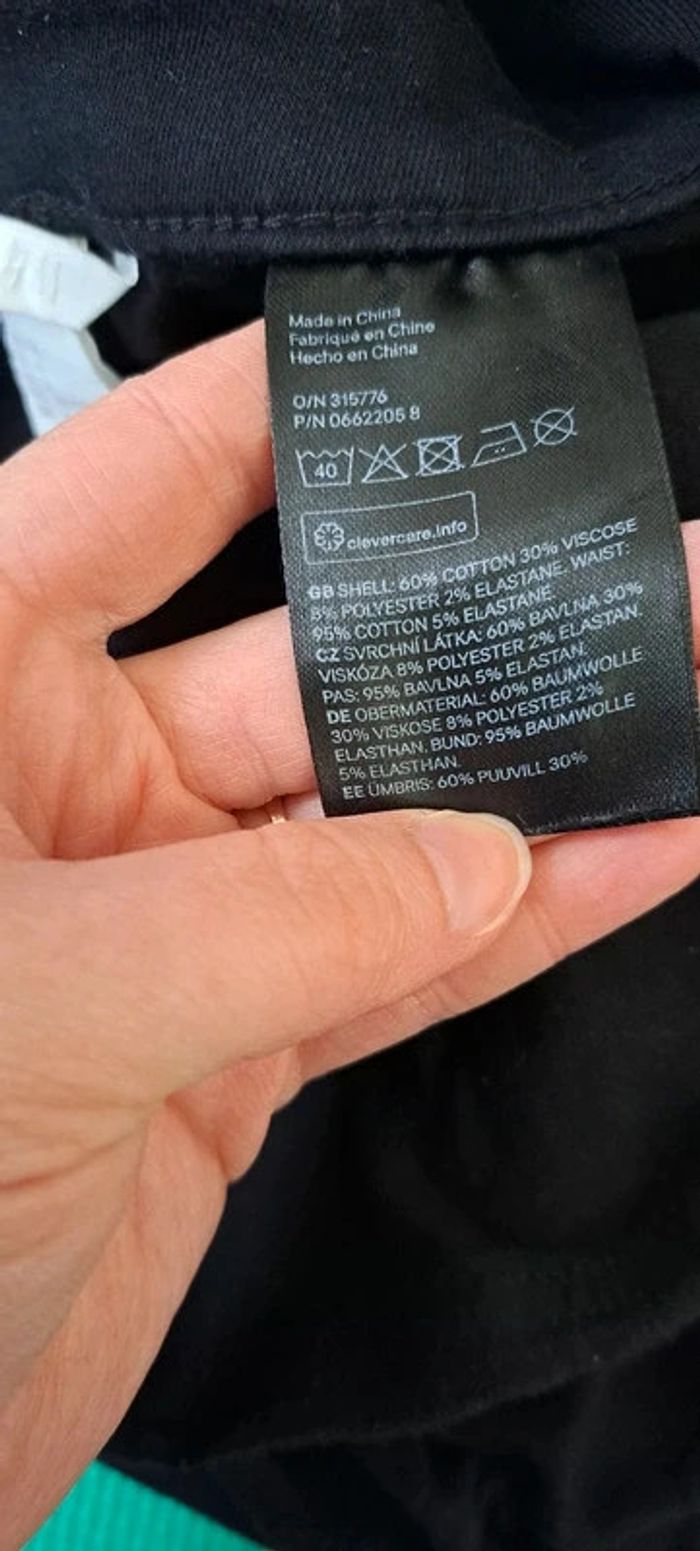 Made in China
Fabriqué en Chine
Hecho en China
O/N 315776
P/N 0662205 8
40
clevercare.info
GB SHELL: 60% COTTON 30% VISCOSE
8% POLYESTER 2% ELASTANE. WAIST:
95% COTTON 5% ELASTANE
CZ SVRCHNÍ LÁTKA: 60% BAVLNA 30%
VISKÓZA 8% POLYESTER 2% ELASTAN.
PAS: 95% BAVLNA 5% ELASTAN.
DE OBERMATERIAL: 60% BAUMWOLLE
30% VISKOSE 8% POLYESTER 2%
ELASTHAN. BUND: 95% BAUMWOLLE
5% ELASTHAN.
EE ÜMBRIS: 60% PUUVILL 30%